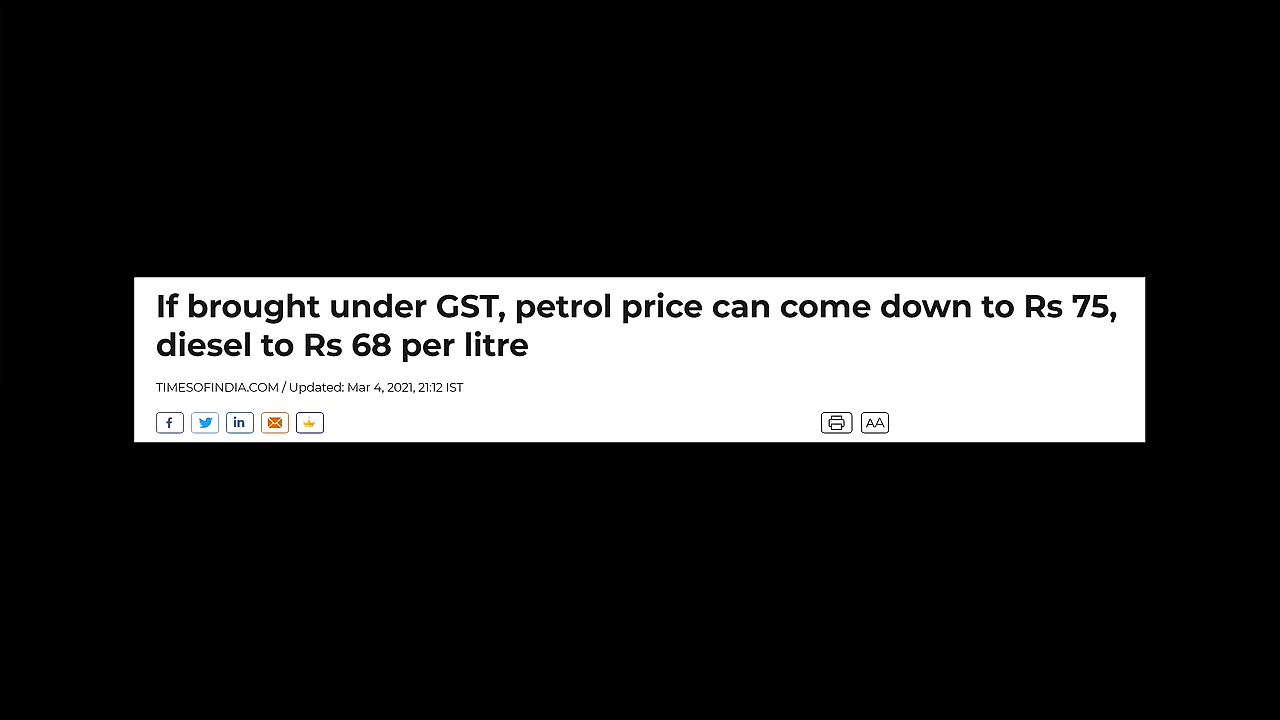 If brought under GST, petrol price can come down to Rs 75,
diesel to Rs 68 per litre
TIMESOFINDIA.COM / Updated: Mar 4, 2021, 21:12 IST
f in AA